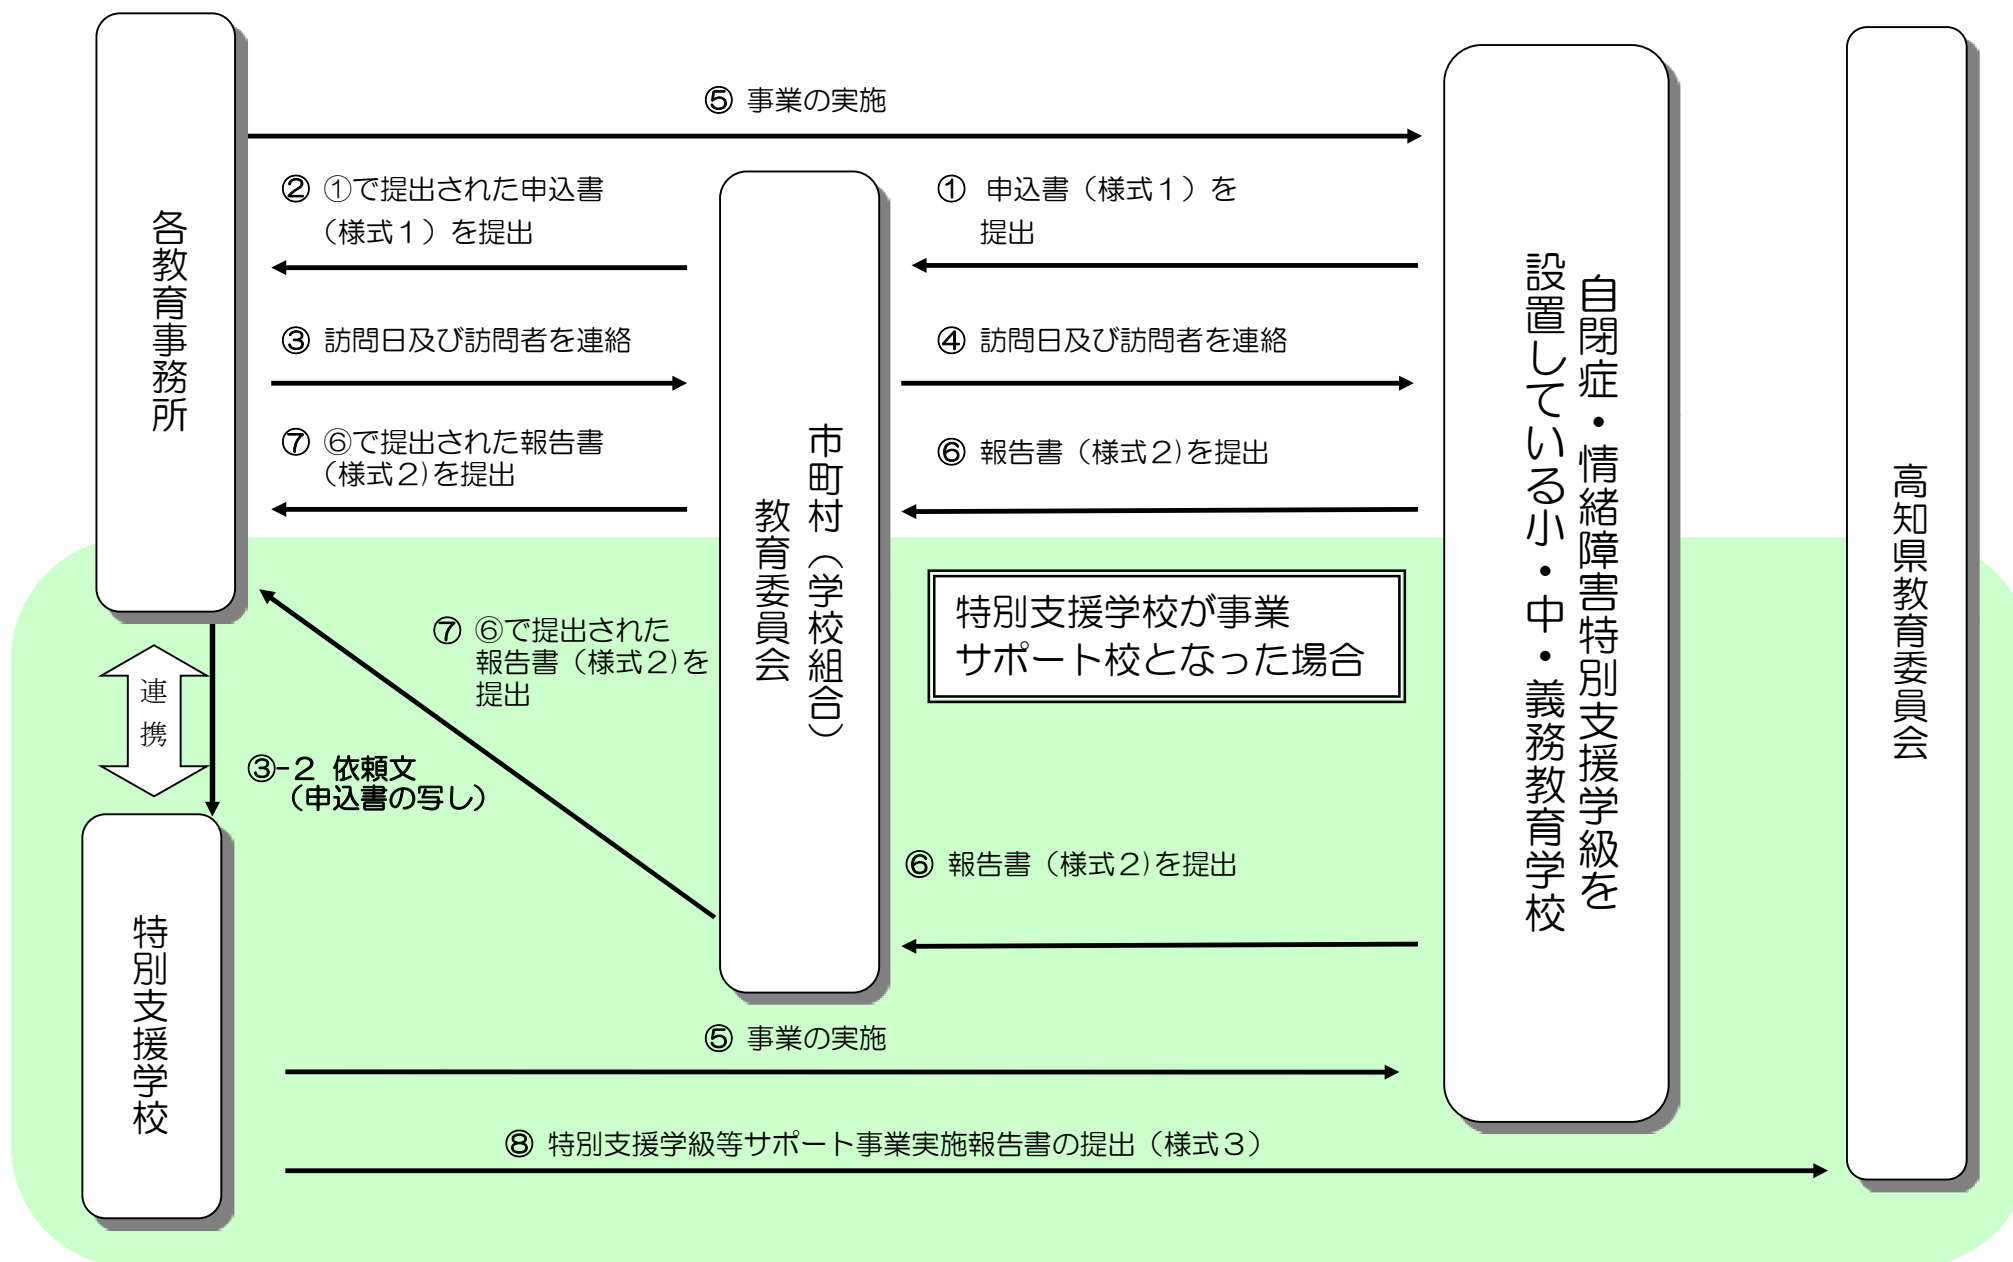 ⑤ 事業の実施
各教育事務所
② ①で提出された申込書
（様式１）を提出
① 申込書（様式１）を
提出
③ 訪問日及び訪問者を連絡
④ 訪問日及び訪問者を連絡
⑦ ⑥で提出された報告書
（様式２)を提出
⑥ 報告書（様式２)を提出
市町村（学校組合）
教育委員会
自閉症・情緒障害特別支援学級を
設置している小・中・義務教育学校
高知県教育委員会
特別支援学校が事業
サポート校となった場合
⑦ ⑥で提出された
報告書（様式２)を
提出
連
携
③-２ 依頼文
（申込書の写し）
⑥ 報告書（様式２)を提出
特別支援学校
⑤ 事業の実施
⑧ 特別支援学級等サポート事業実施報告書の提出（様式３）